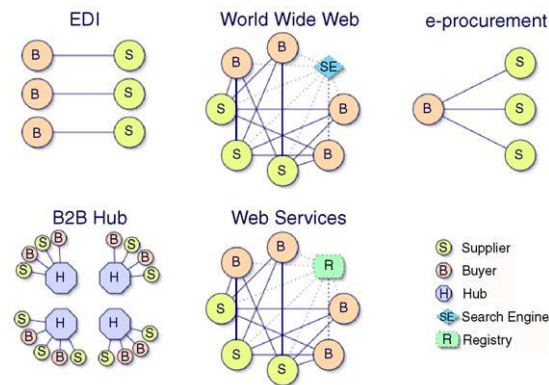 EDI
B S
B S
B S
World Wide Web
B B SE
S B
S S B
e-procurement
S
B S
S
B2B Hub
S B
B
S H
B S
B
H S
S H
B
S B S
H S
B
S B
Web Services
B B R
S B
S S B
S Supplier
B Buyer
H Hub
SE Search Engine
R Registry